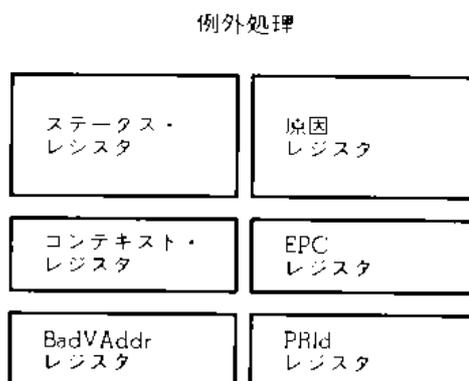 例外処理
ステータス・
レジスタ
原因
レジスタ
コンテキスト・
レジスタ
EPC
レジスタ
BadVAddr
レジスタ
PRId
レジスタ